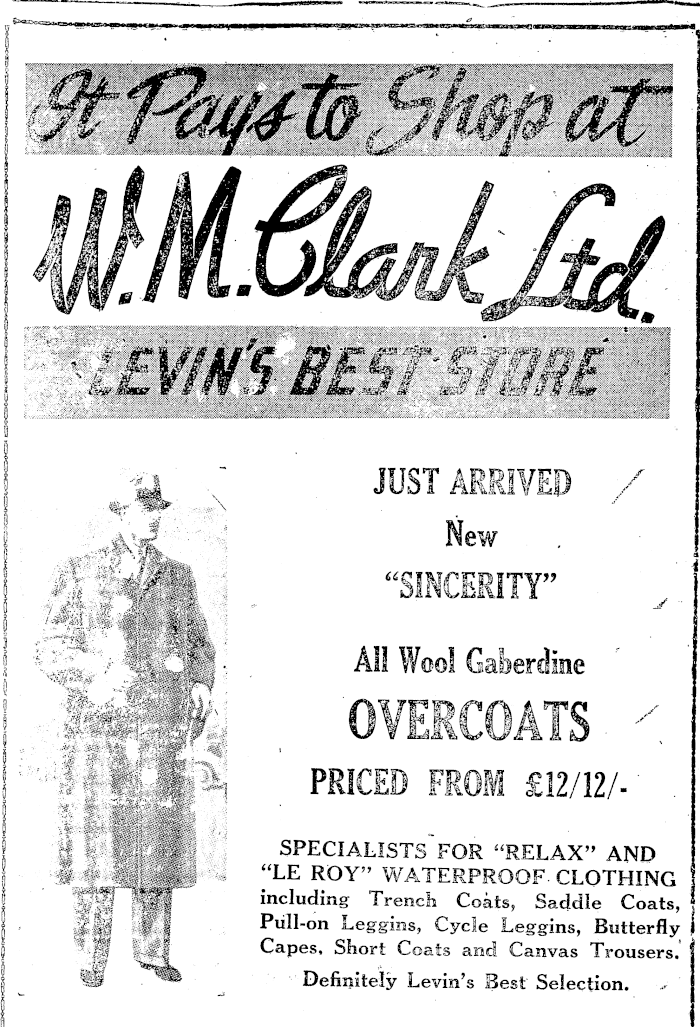 It Pays to Shop at
W.M. Clark Ltd.
LEVIN'S BEST STORE
JUST ARRIVED
New
"SINCERITY"
All Wool Gaberdine
OVERCOATS
PRICED FROM £12/12/-
SPECIALISTS FOR "RELAX" AND
"LE ROY" WATERPROOF CLOTHING
including Trench Coats, Saddle Coats,
Pull-on Leggins, Cycle Leggins, Butterfly
Capes, Short Coats and Canvas Trousers.
Definitely Levin's Best Selection.